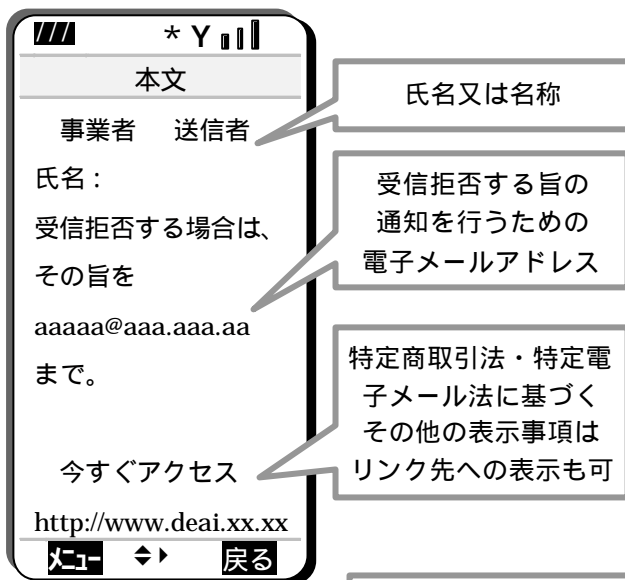 本文
事業者 送信者
氏名：
受信拒否する場合は、
その旨を
aaaaa@aaa.aaa.aa
まで。
今すぐアクセス
http://www.deai.xx.xx
メニュー 戻る
氏名又は名称
受信拒否する旨の
通知を行うための
電子メールアドレス
特定商取引法・特定電
子メール法に基づく
その他の表示事項は
リンク先への表示も可